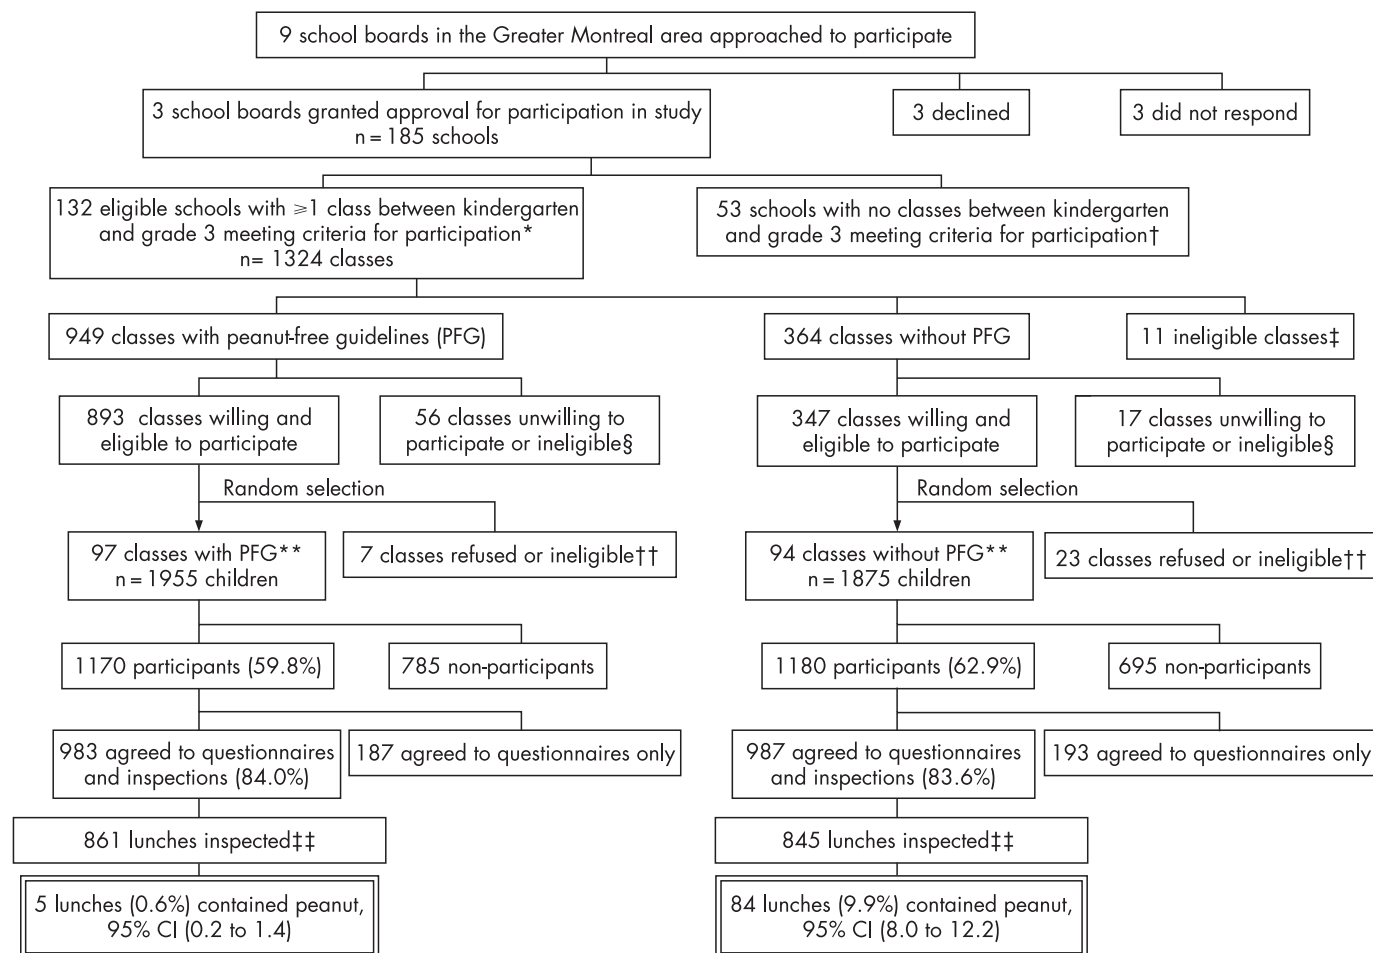 9 school boards in the Greater Montreal area approached to participate
3 school boards granted approval for participation in study
n = 185 schools
3 declined
3 did not respond
132 eligible schools with ⩾1 class between kindergarten
and grade 3 meeting criteria for participation*
n= 1324 classes
53 schools with no classes between kindergarten
and grade 3 meeting criteria for participation†
949 classes with peanut-free guidelines (PFG)
364 classes without PFG
11 ineligible classes‡
893 classes willing and
eligible to participate
56 classes unwilling to
participate or ineligible§
347 classes willing and
eligible to participate
17 classes unwilling to
participate or ineligible§
Random selection
Random selection
97 classes with PFG**
n = 1955 children
7 classes refused or ineligible††
94 classes without PFG**
n = 1875 children
23 classes refused or ineligible††
1170 participants (59.8%)
785 non-participants
1180 participants (62.9%)
695 non-participants
983 agreed to questionnaires
and inspections (84.0%)
187 agreed to questionnaires only
987 agreed to questionnaires
and inspections (83.6%)
193 agreed to questionnaires only
861 lunches inspected‡‡
845 lunches inspected‡‡
5 lunches (0.6%) contained peanut,
95% CI (0.2 to 1.4)
84 lunches (9.9%) contained peanut,
95% CI (8.0 to 12.2)